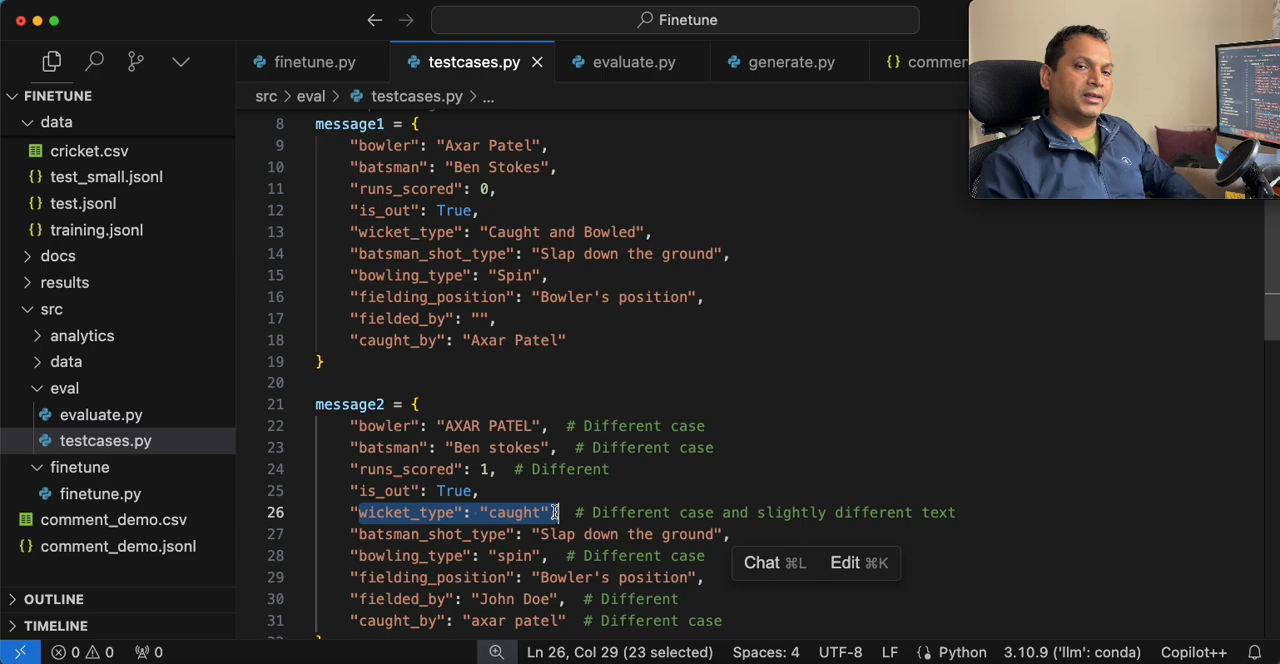 Finetune
finetune.py
testcases.py
evaluate.py
generate.py
commen
FINETUNE
src > eval > testcases.py > ...
data
cricket.csv
test_small.jsonl
test.jsonl
training.jsonl
docs
results
src
analytics
data
eval
evaluate.py
testcases.py
finetune
finetune.py
comment_demo.csv
comment_demo.jsonl
OUTLINE
TIMELINE
8 message1 = {
9 "bowler": "Axar Patel",
10 "batsman": "Ben Stokes",
11 "runs_scored": 0,
12 "is_out": True,
13 "wicket_type": "Caught and Bowled",
14 "batsman_shot_type": "Slap down the ground",
15 "bowling_type": "Spin",
16 "fielding_position": "Bowler's position",
17 "fielded_by": "",
18 "caught_by": "Axar Patel"
19 }
20
21 message2 = {
22 "bowler": "AXAR PATEL", # Different case
23 "batsman": "Ben stokes", # Different case
24 "runs_scored": 1, # Different
25 "is_out": True,
26 "wicket_type": "caught", # Different case and slightly different text
27 "batsman_shot_type": "Slap down the ground",
28 "bowling_type": "spin", # Different case
29 "fielding_position": "Bowler's position",
30 "fielded_by": "John Doe", # Different
31 "caught_by": "axar patel" # Different case
Chat ⌘L Edit ⌘K
0 0 0
Ln 26, Col 29 (23 selected) Spaces: 4 UTF-8 LF Python 3.10.9 ('llm': conda) Copilot++